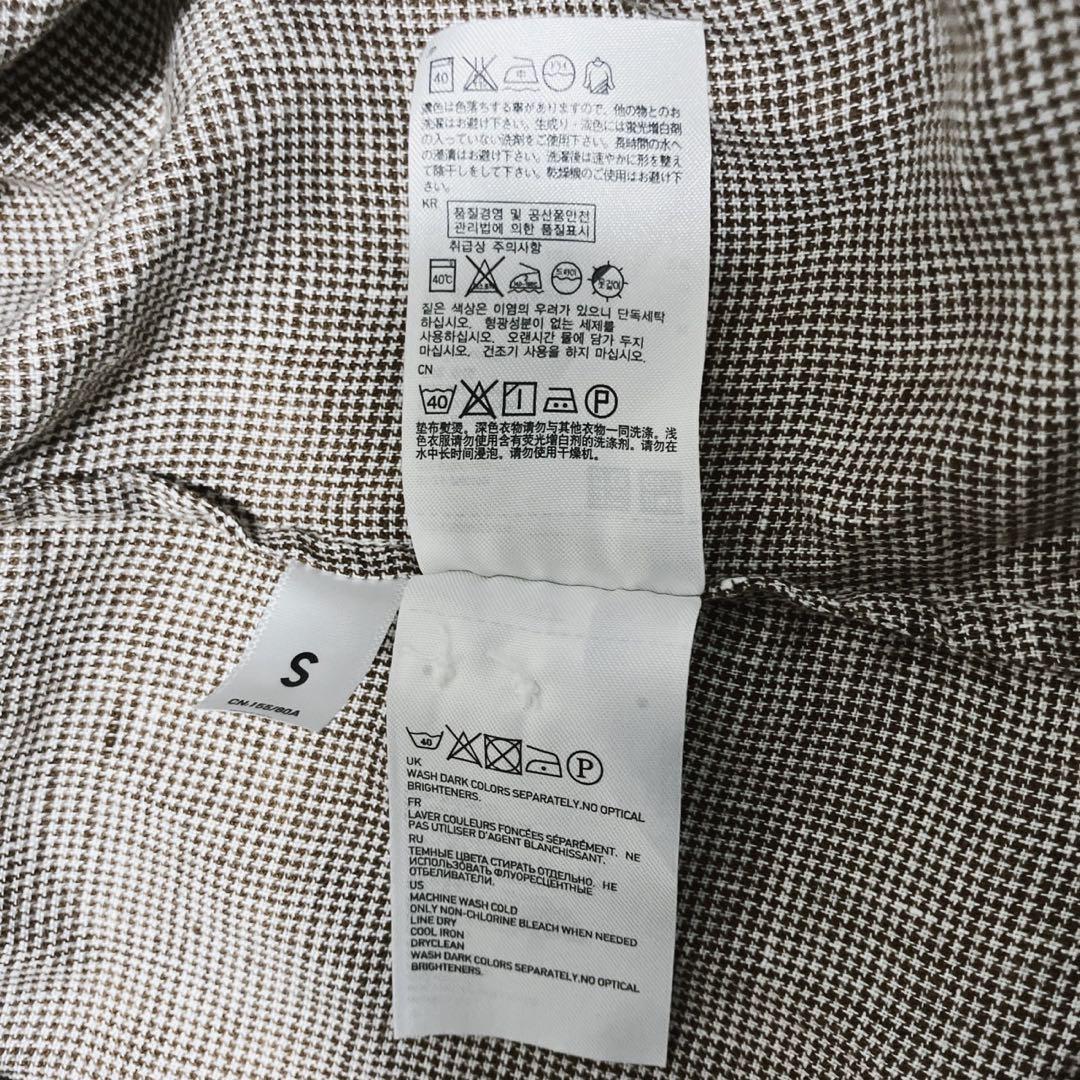 40
中
ドライ
濃色は色落ちする事がありますので、他の物とのお
洗濯はお避け下さい。生成り・淡色には蛍光増白剤
の入っていない洗剤をご使用下さい。長時間の水へ
の浸漬はお避け下さい。洗濯後は速やかに形を整え
て陰干しをして下さい。乾燥機のご使用はお避け下
さい。
KR
품질경영 및 공산품안전
관리법에 의한 품질표시
취급상 주의사항
40℃
드라이
옷걸이
짙은 색상은 이염의 우려가 있으니 단독세탁
하십시오. 형광성분이 없는 세제를
사용하십시오. 오랜시간 물에 담가 두지
마십시오. 건조기 사용을 하지 마십시오.
CN
40
P
垫布熨烫。深色衣物请勿与其他衣物一同洗涤。浅
色衣服请勿使用含有荧光增白剂的洗涤剂。请勿在
水中长时间浸泡。请勿使用干燥机。
S
CN-155/80A
40
P
UK
WASH DARK COLORS SEPARATELY.NO OPTICAL
BRIGHTENERS.
FR
LAVER COULEURS FONCÉES SÉPARÉMENT. NE
PAS UTILISER D'AGENT BLANCHISSANT.
RU
ТЕМНЫЕ ЦВЕТА СТИРАТЬ ОТДЕЛЬНО. НЕ
ИСПОЛЬЗОВАТЬ ФЛУОРЕСЦЕНТНЫЕ
ОТБЕЛИВАТЕЛИ.
US
MACHINE WASH COLD
ONLY NON-CHLORINE BLEACH WHEN NEEDED
LINE DRY
COOL IRON
DRYCLEAN
WASH DARK COLORS SEPARATELY.NO OPTICAL
BRIGHTENERS.